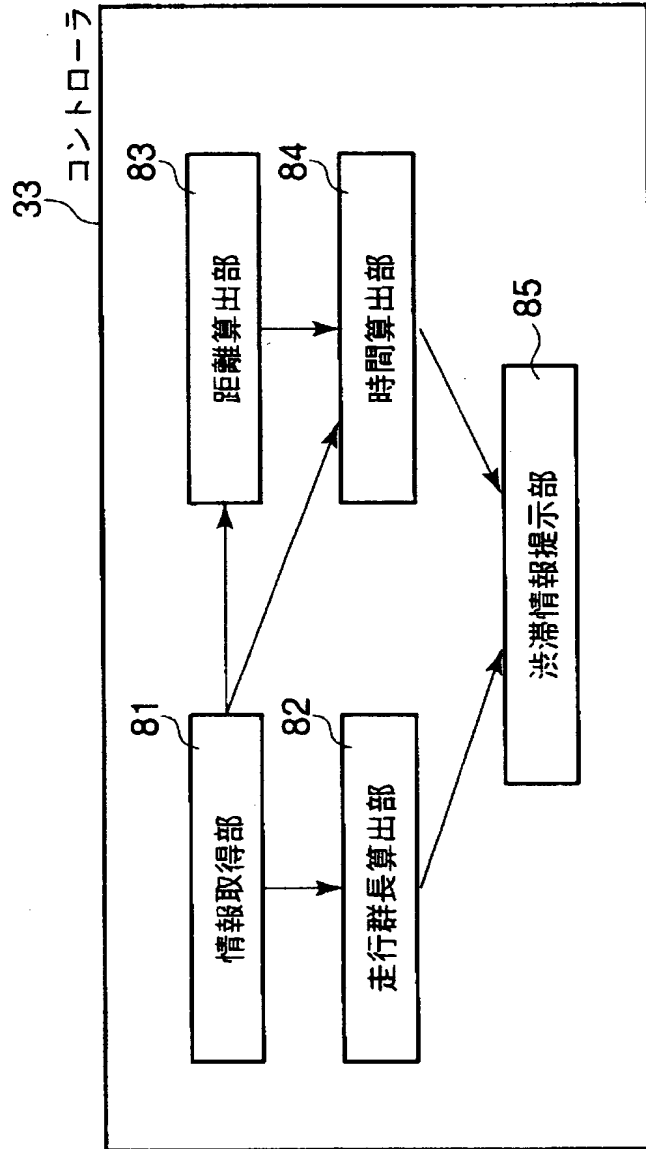 33
コントローラ
81
情報取得部
83
距離算出部
82
走行群長算出部
84
時間算出部
85
渋滞情報提示部